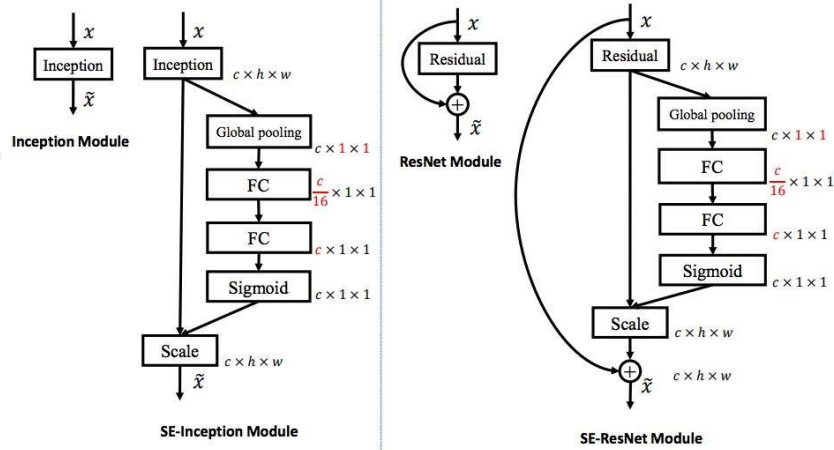 x
Inception
x̃
Inception Module
x
Inception
c × h × w
Global pooling
c × 1 × 1
FC
c/16 × 1 × 1
FC
c × 1 × 1
Sigmoid
c × 1 × 1
Scale
c × h × w
x̃
SE-Inception Module
x
Residual
+
x̃
ResNet Module
x
Residual
c × h × w
Global pooling
c × 1 × 1
FC
c/16 × 1 × 1
FC
c × 1 × 1
Sigmoid
c × 1 × 1
Scale
c × h × w
+
x̃
c × h × w
SE-ResNet Module